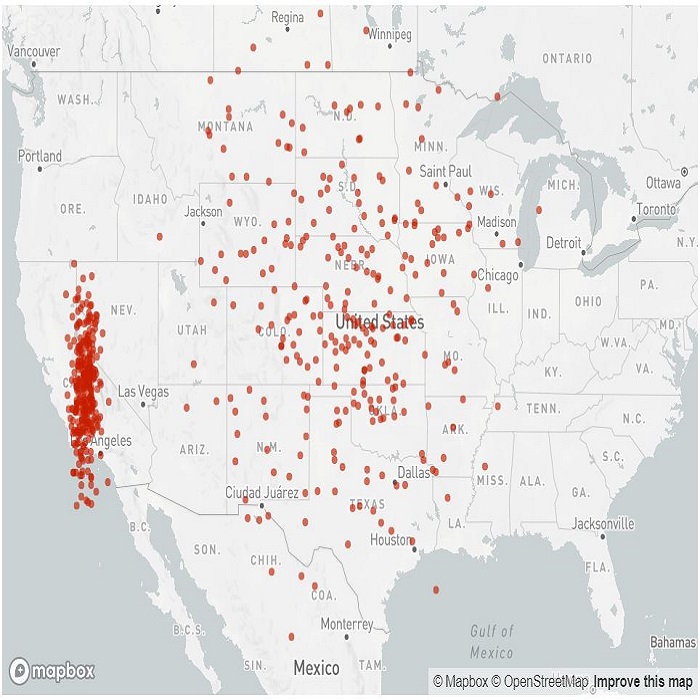 Regina
Winnipeg
Vancouver
ONTARIO
WASH.
MONTANA
N.D.
Portland
MINN.
Saint Paul
Ottawa
ORE.
IDAHO
Jackson
S.D.
WIS.
MICH.
Toronto
WYO.
Madison
Detroit
N.Y.
NEBR.
IOWA
Chicago
NEV.
UTAH
COLO.
United States
ILL.
IND.
OHIO
PA.
MD.
Las Vegas
MO.
KY.
W.VA.
VA.
Angeles
ARIZ.
N.M.
OKLA.
ARK.
TENN.
N.C.
Ciudad Juárez
Dallas
MISS.
ALA.
S.C.
GA.
B.C.
SON.
CHIH.
TEXAS
LA.
Houston
Jacksonville
FLA.
COA.
B.C.S.
Monterrey
Gulf of
Mexico
Bahamas
SIN.
Mexico
TAM.
mapbox
© Mapbox © OpenStreetMap Improve this map